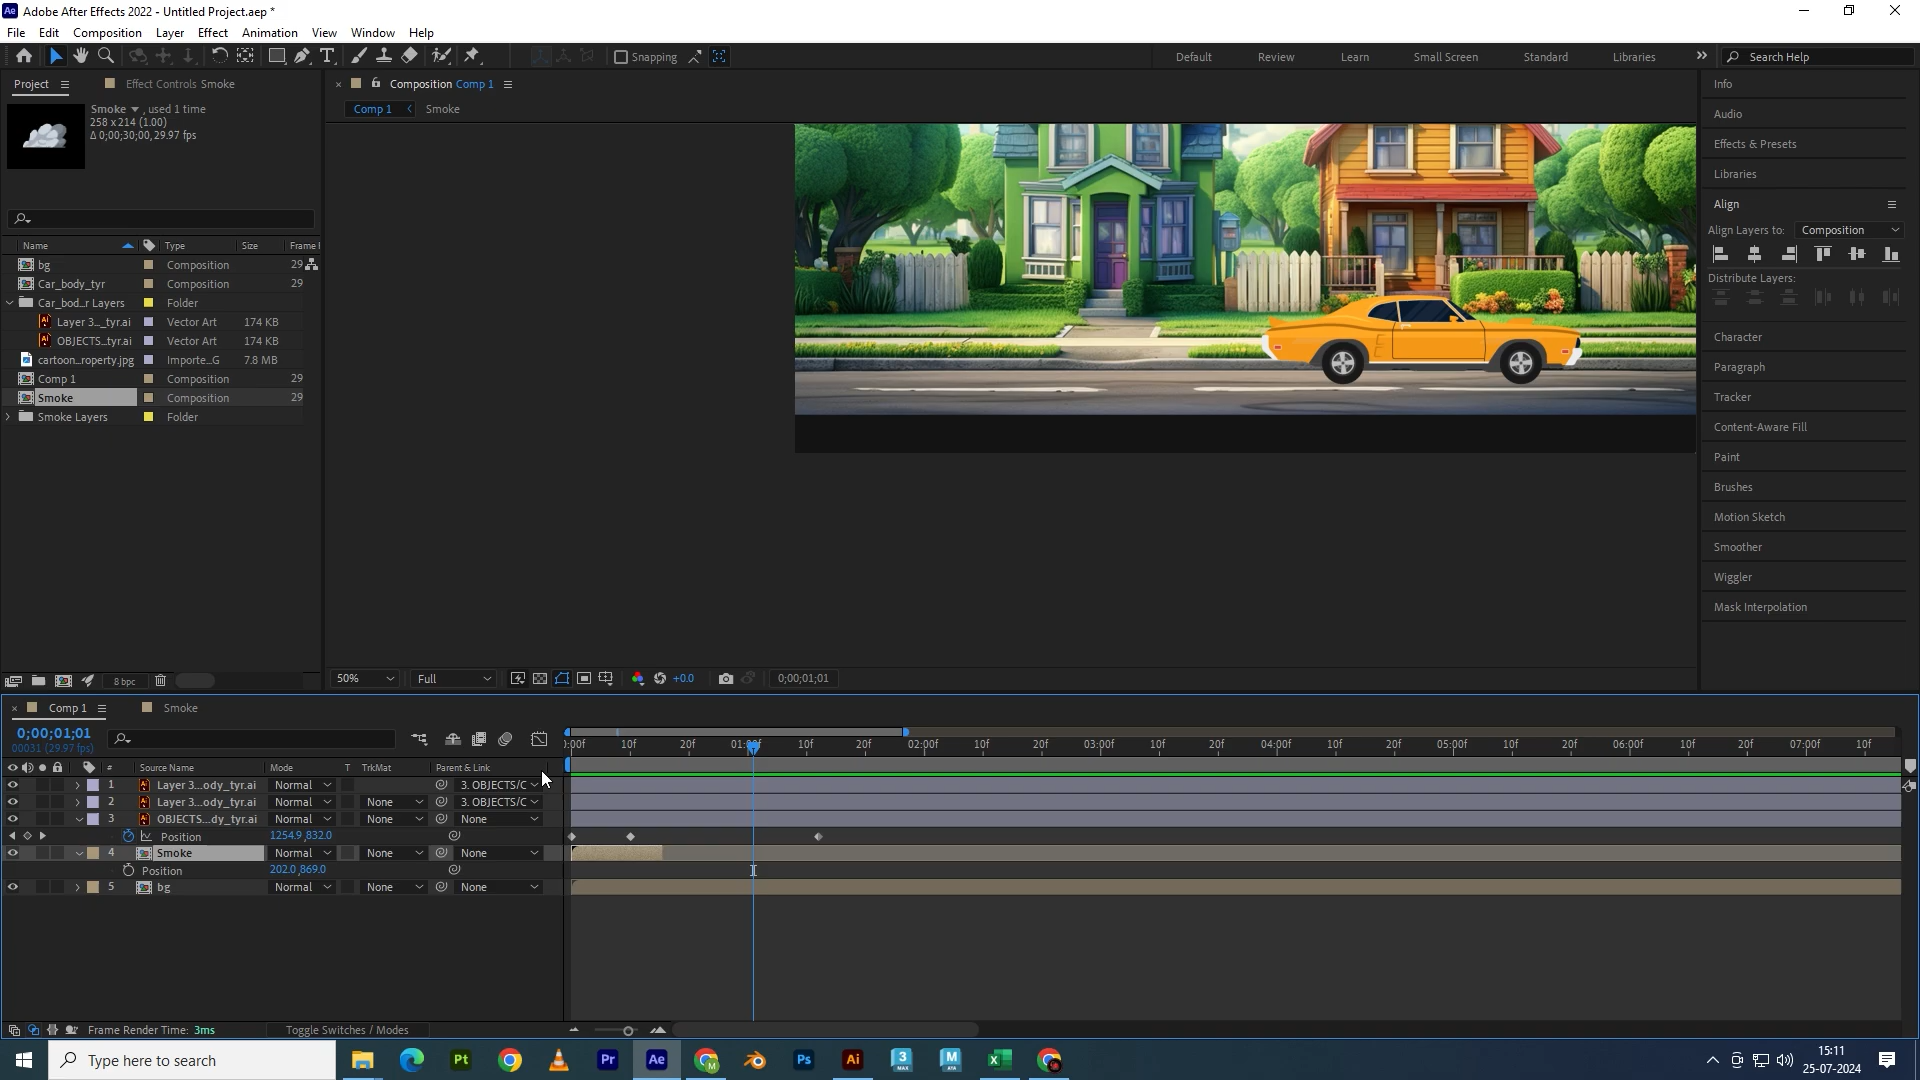 Adobe After Effects 2022 - Untitled Project.aep *
File Edit Composition Layer Effect Animation View Window Help
Snapping
Default Review Learn Small Screen Standard Libraries Search Help
Project Effect Controls Smoke
Smoke , used 1 time
258 x 214 (1.00)
Δ 0;00;30;00, 29.97 fps
Composition Comp 1
Comp 1 Smoke
Name Type Size Frame
bg Composition 29
Car_body_tyr Composition 29
Car_bod...r Layers Folder
Layer 3..._tyr.ai Vector Art 174 KB
OBJECTS...tyr.ai Vector Art 174 KB
cartoon...roperty.jpg Importe...G 7.8 MB
Comp 1 Composition 29
Smoke Composition 29
Smoke Layers Folder
8 bpc
50% Full +0.0 0;00;01;01
Info
Audio
Effects & Presets
Libraries
Align
Align Layers to: Composition
Distribute Layers:
Character
Paragraph
Tracker
Content-Aware Fill
Paint
Brushes
Motion Sketch
Smoother
Wiggler
Mask Interpolation
Comp 1 Smoke
0;00;01;01
00031 (29.97 fps)
:00f 10f 20f 01:00f 10f 20f 02:00f 10f 20f 03:00f 10f 20f 04:00f 10f 20f 05:00f 10f 20f 06:00f 10f 20f 07:00f 10f
# Source Name Mode T TrkMat Parent & Link
1 Layer 3...ody_tyr.ai Normal 3. OBJECTS/C
2 Layer 3...ody_tyr.ai Normal None 3. OBJECTS/C
3 OBJECTS...dy_tyr.ai Normal None None
Position 1254.9,832.0
4 Smoke Normal None None
Position 202.0,869.0
5 bg Normal None None
Frame Render Time: 3ms Toggle Switches / Modes
Type here to search
15:11
25-07-2024